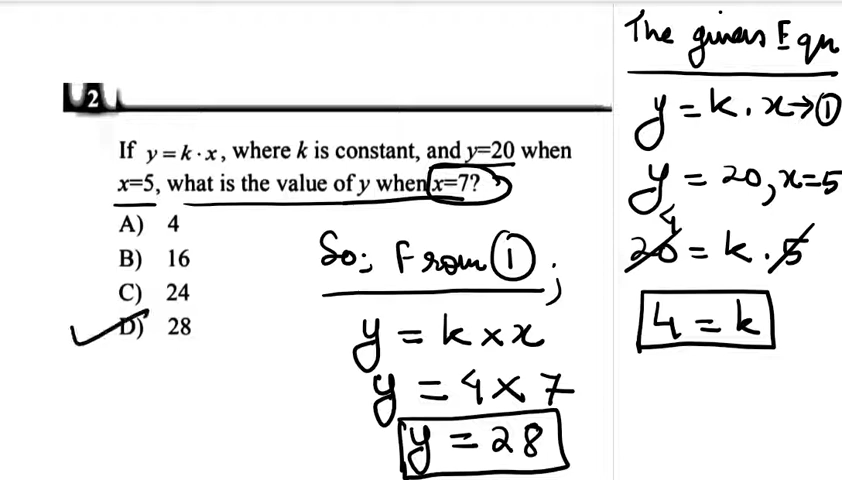 2
If y = k · x, where k is constant, and y=20 when
x=5, what is the value of y when x=7?
A) 4
B) 16
C) 24
D) 28
The given Eqn
y = k . x → ①
y = 20, x=5
4
20 = k . 5
4 = k
So; From ① ;
y = k × x
y = 4 × 7
y = 28